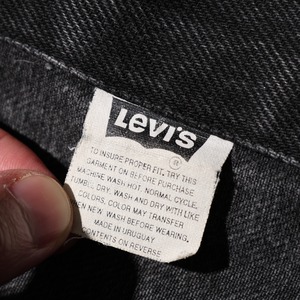 Levi's
®
TO INSURE PROPER FIT, TRY THIS
GARMENT ON BEFORE PURCHASE
MACHINE WASH HOT, NORMAL CYCLE,
TUMBLE DRY. WASH AND DRY WITH LIKE
COLORS, COLOR MAY TRANSFER
WHEN NEW. WASH BEFORE WEARING.
MADE IN URUGUAY
CONTENTS ON REVERSE